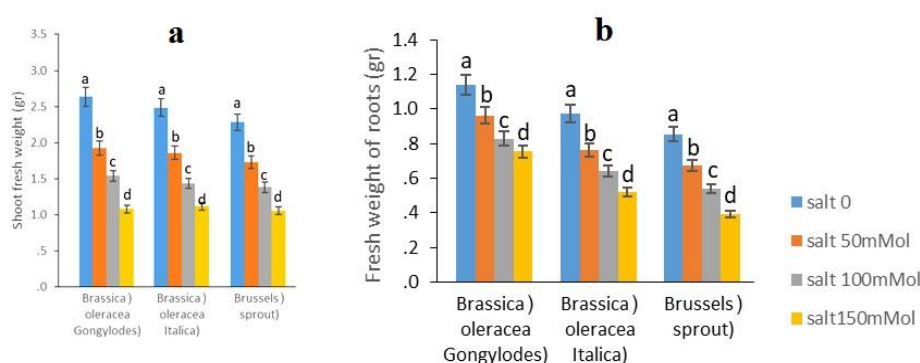 a
Shoot fresh weight (gr)
3.5
3.0
2.5
2.0
1.5
1.0
.5
.0
a
b
c
d
a
b
c
d
a
b
c
d
Brassica )
oleracea
Gongylodes)
Brassica )
oleracea
Italica)
Brussels )
sprout)
b
Fresh weight of roots (gr)
1.4
1.2
1.0
.8
.6
.4
.2
.0
a
b
c
d
a
b
c
d
a
b
c
d
Brassica )
oleracea
Gongylodes)
Brassica )
oleracea
Italica)
Brussels )
sprout)
salt 0
salt 50mMol
salt 100mMol
salt150mMol